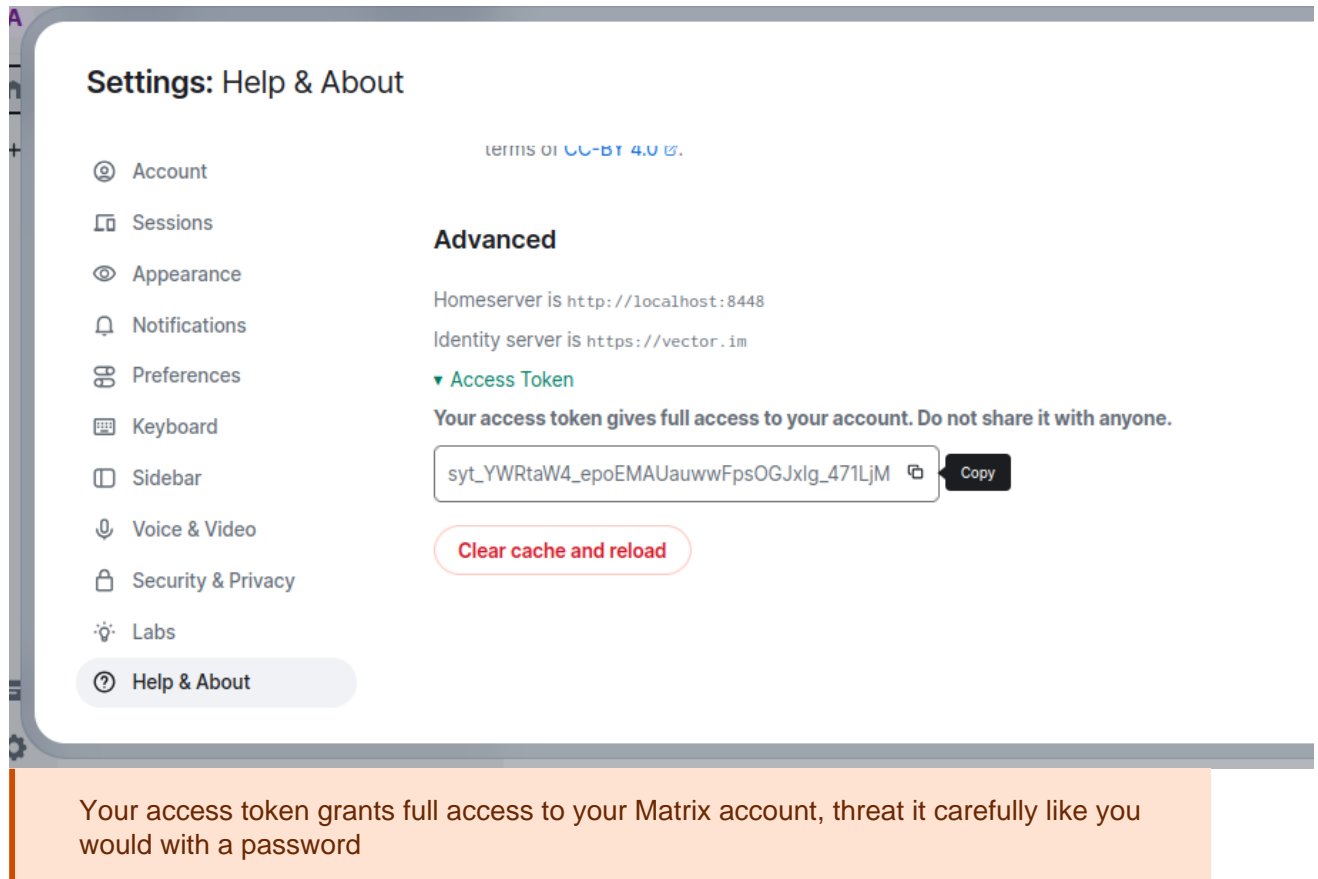 A
Settings: Help & About
terms of CC-BY 4.0.
Account
Sessions
Appearance
Notifications
Preferences
Keyboard
Sidebar
Voice & Video
Security & Privacy
Labs
Help & About
Advanced
Homeserver is http://localhost:8448
Identity server is https://vector.im
Access Token
Your access token gives full access to your account. Do not share it with anyone.
syt_YWRtaW4_epoEMAUauwwFpsOGJxIg_471LjM
Copy
Clear cache and reload
Your access token grants full access to your Matrix account, threat it carefully like you
would with a password